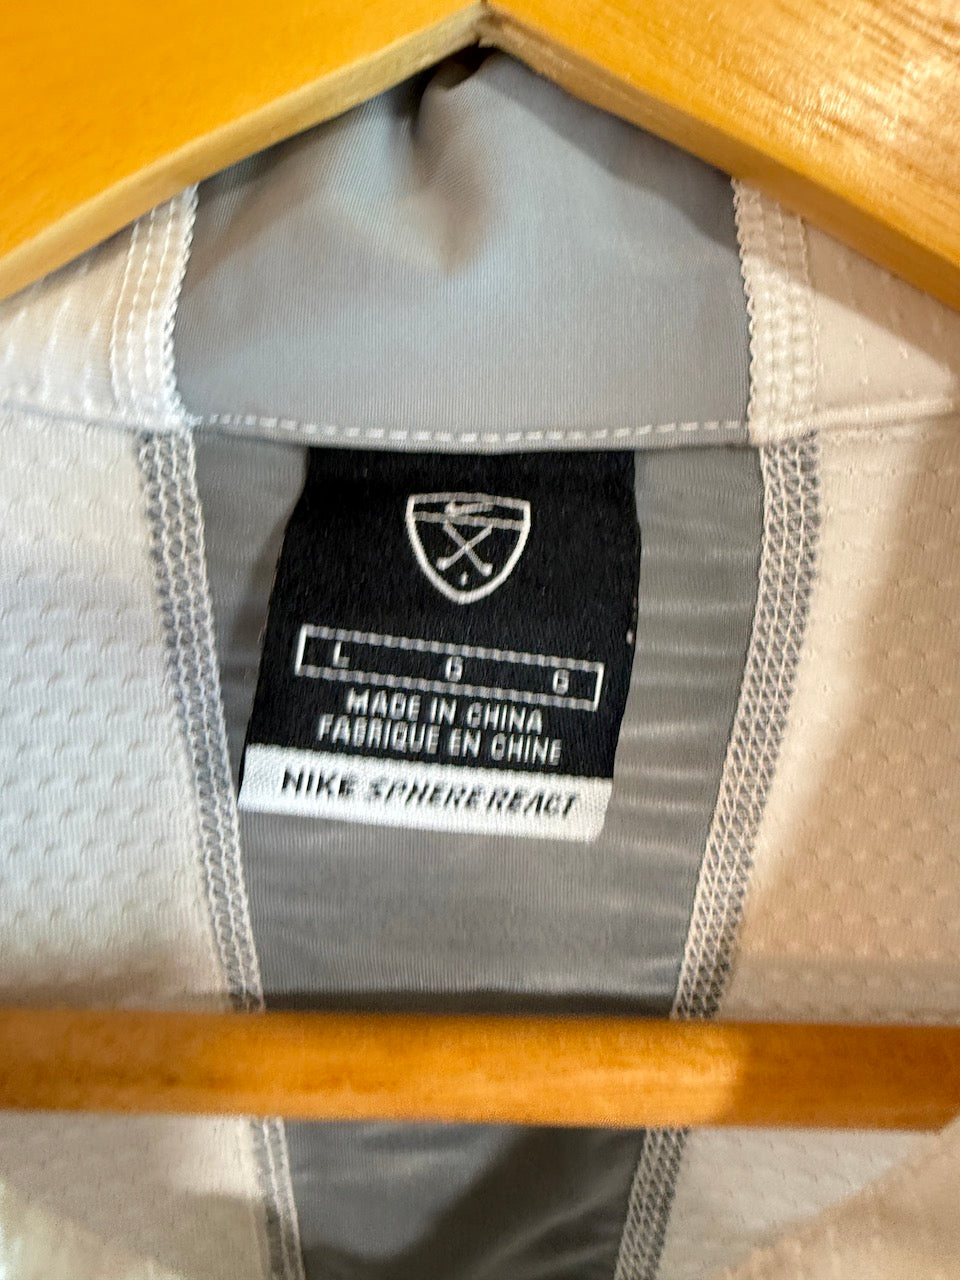 L G G
MADE IN CHINA
FABRIQUE EN CHINE
NIKE SPHERE REACT